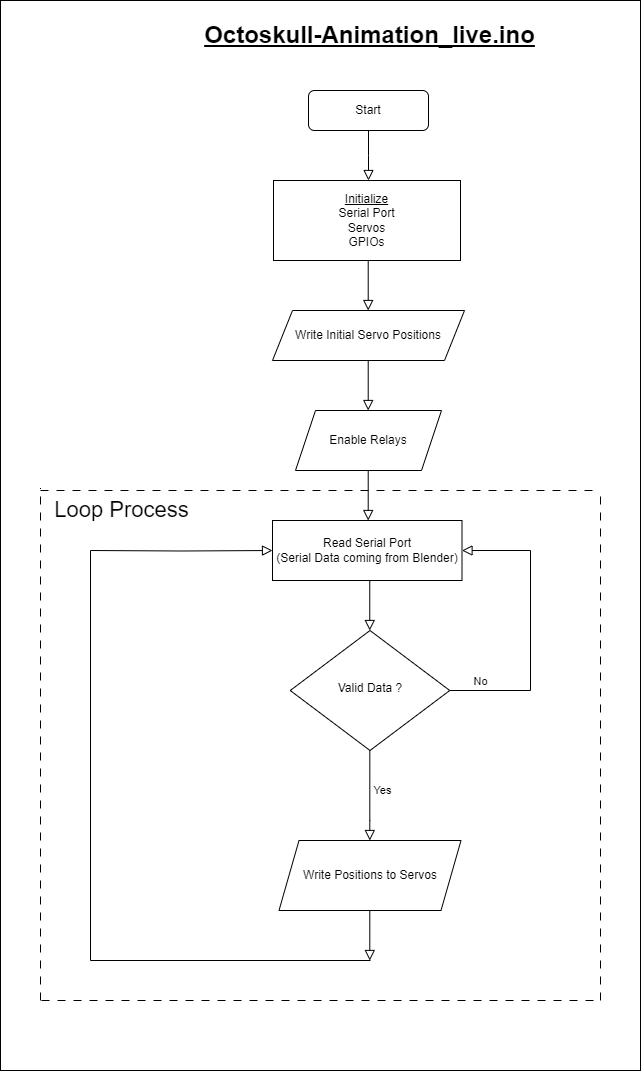 Octoskull-Animation_live.ino
Start
Initialize
Serial Port
Servos
GPIOs
Write Initial Servo Positions
Enable Relays
Loop Process
Read Serial Port
(Serial Data coming from Blender)
Valid Data ?
No
Yes
Write Positions to Servos